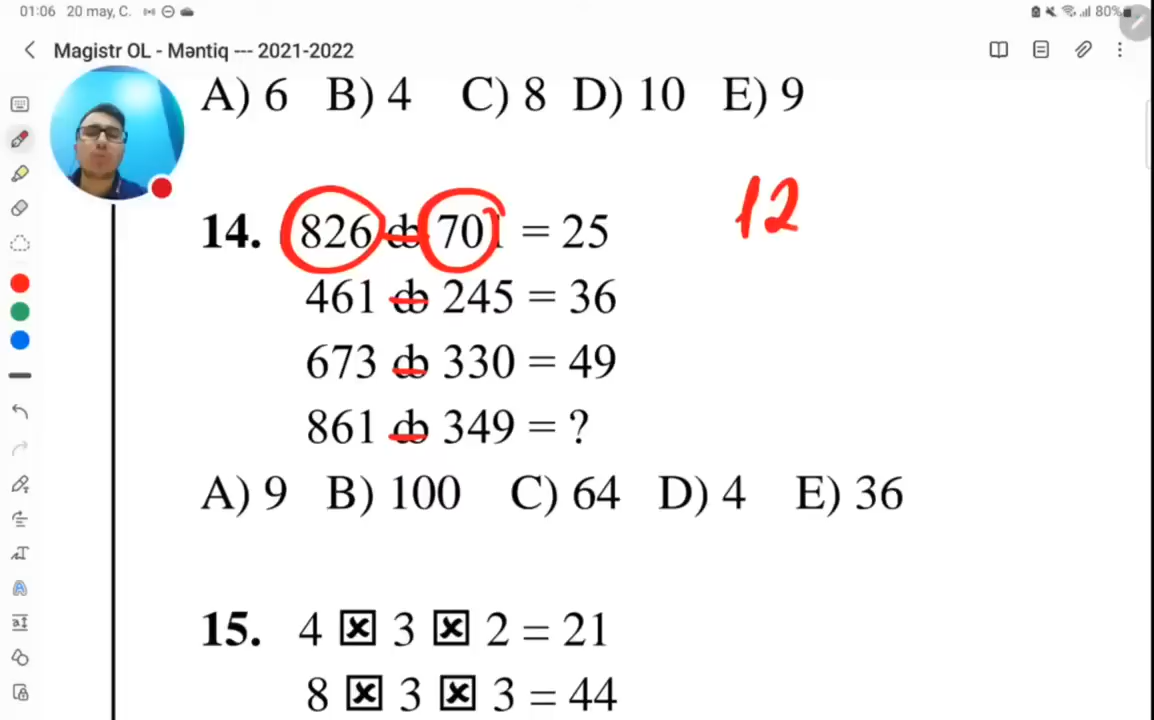 01:06 20 may, C. 80%
Magistr OL - Məntiq --- 2021-2022
A) 6 B) 4 C) 8 D) 10 E) 9
14. 826 ȸ 701 = 25 12
461 ȸ 245 = 36
673 ȸ 330 = 49
861 ȸ 349 = ?
A) 9 B) 100 C) 64 D) 4 E) 36
15. 4 ☒ 3 ☒ 2 = 21
8 ☒ 3 ☒ 3 = 44